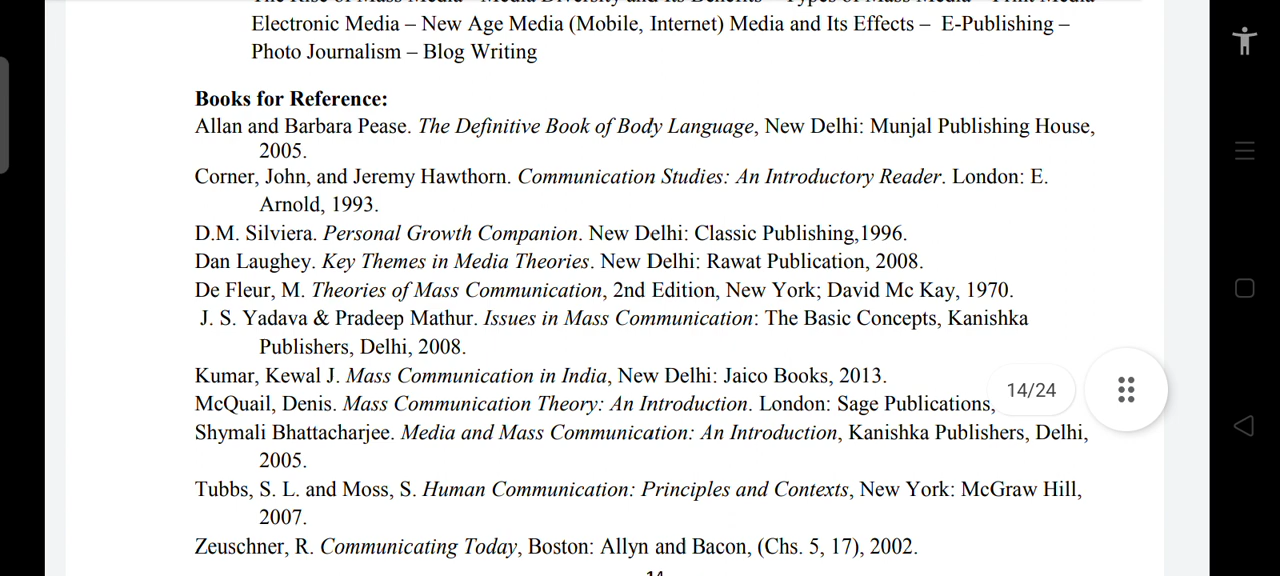 Electronic Media – New Age Media (Mobile, Internet) Media and Its Effects – E-Publishing –
Photo Journalism – Blog Writing
Books for Reference:
Allan and Barbara Pease. The Definitive Book of Body Language, New Delhi: Munjal Publishing House,
2005.
Corner, John, and Jeremy Hawthorn. Communication Studies: An Introductory Reader. London: E.
Arnold, 1993.
D.M. Silviera. Personal Growth Companion. New Delhi: Classic Publishing,1996.
Dan Laughey. Key Themes in Media Theories. New Delhi: Rawat Publication, 2008.
De Fleur, M. Theories of Mass Communication, 2nd Edition, New York; David Mc Kay, 1970.
J. S. Yadava & Pradeep Mathur. Issues in Mass Communication: The Basic Concepts, Kanishka
Publishers, Delhi, 2008.
Kumar, Kewal J. Mass Communication in India, New Delhi: Jaico Books, 2013.
14/24
McQuail, Denis. Mass Communication Theory: An Introduction. London: Sage Publications,
Shymali Bhattacharjee. Media and Mass Communication: An Introduction, Kanishka Publishers, Delhi,
2005.
Tubbs, S. L. and Moss, S. Human Communication: Principles and Contexts, New York: McGraw Hill,
2007.
Zeuschner, R. Communicating Today, Boston: Allyn and Bacon, (Chs. 5, 17), 2002.